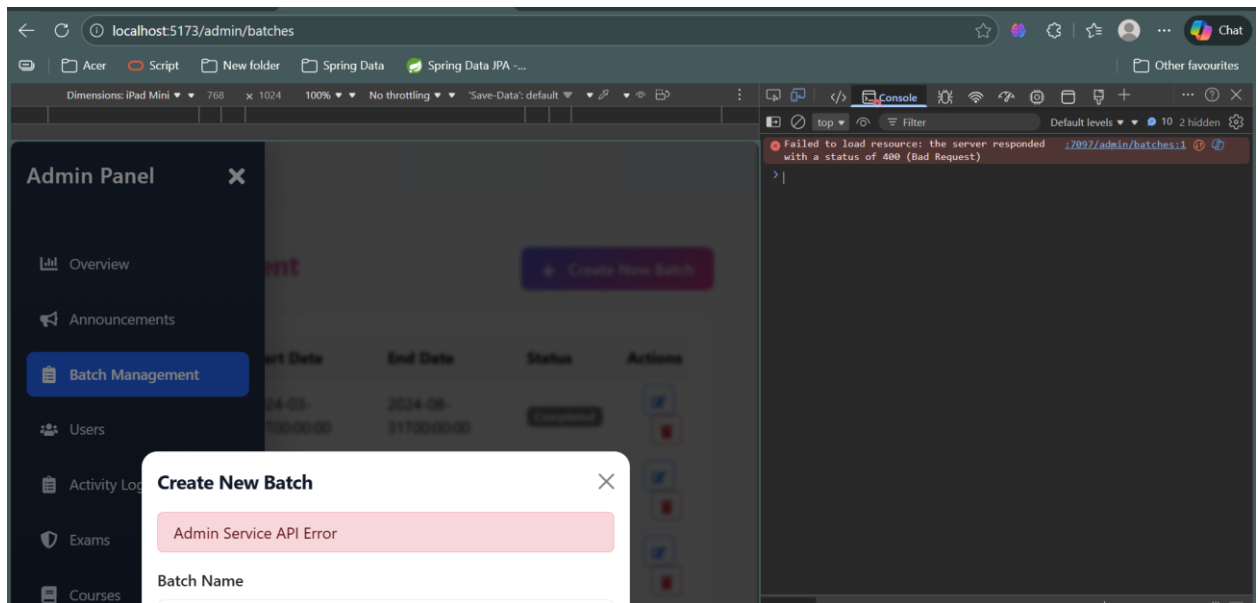 localhost:5173/admin/batches
Chat
Acer
Script
New folder
Spring Data
Spring Data JPA -...
Other favourites
Dimensions: iPad Mini
768 x 1024
100%
No throttling
'Save-Data': default
Console
top
Filter
Default levels
10
2 hidden
Failed to load resource: the server responded
:7097/admin/batches:1
with a status of 400 (Bad Request)
Admin Panel
Overview
ent
+ Create New Batch
Announcements
art Date
End Date
Status
Actions
Batch Management
24-03-
2024-08-
T00:00:00
31T00:00:00
Completed
Users
Activity Log
Create New Batch
Admin Service API Error
Exams
Batch Name
Courses